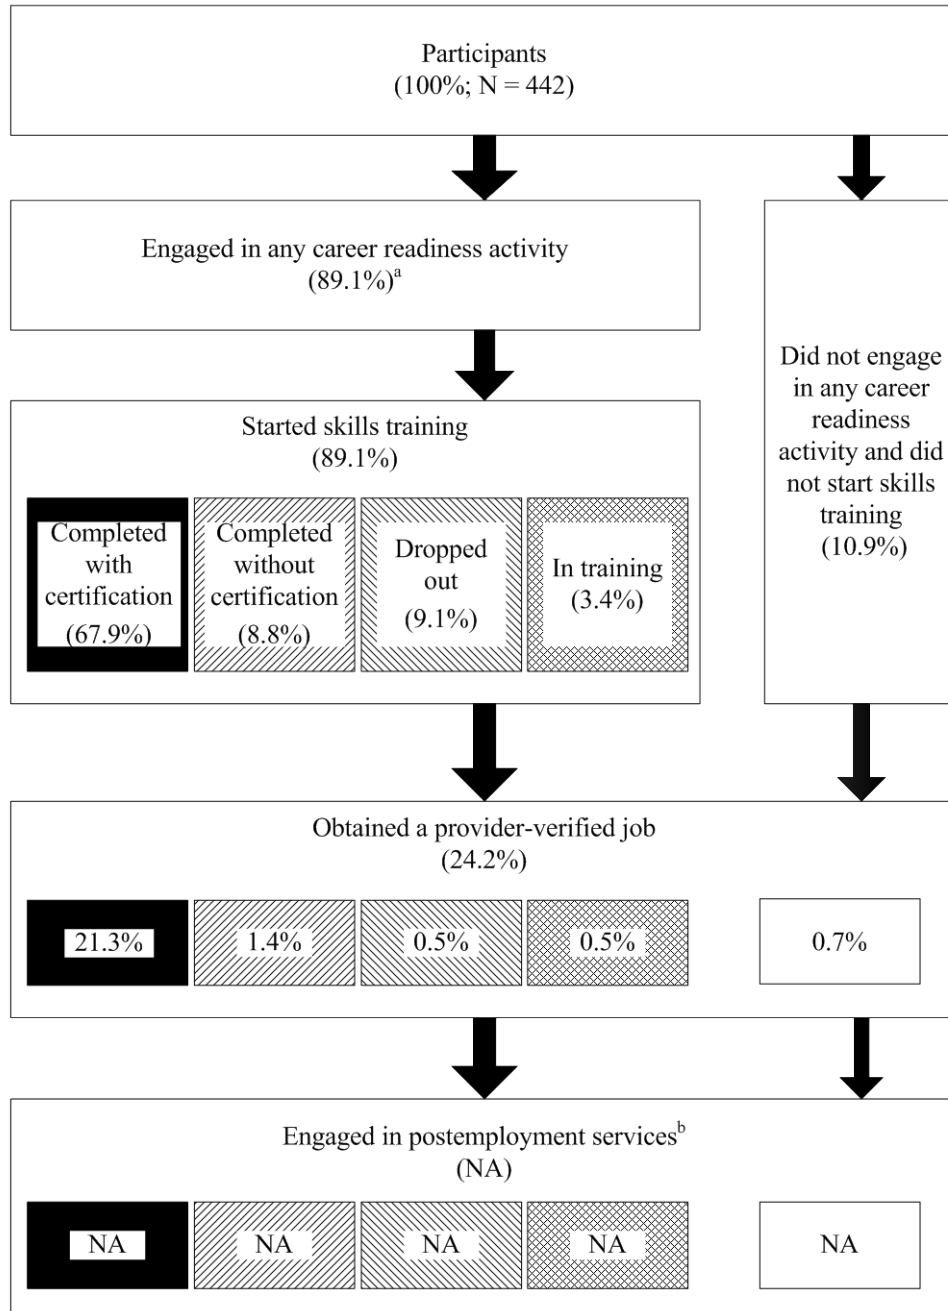 Participants
(100%; N = 442)
Engaged in any career readiness activity
(89.1%)a
Did not engage
in any career
readiness
activity and did
not start skills
training
(10.9%)
Started skills training
(89.1%)
Completed
with
certification
(67.9%)
Completed
without
certification
(8.8%)
Dropped
out
(9.1%)
In training
(3.4%)
Obtained a provider-verified job
(24.2%)
21.3%
1.4%
0.5%
0.5%
0.7%
Engaged in postemployment servicesb
(NA)
NA
NA
NA
NA
NA